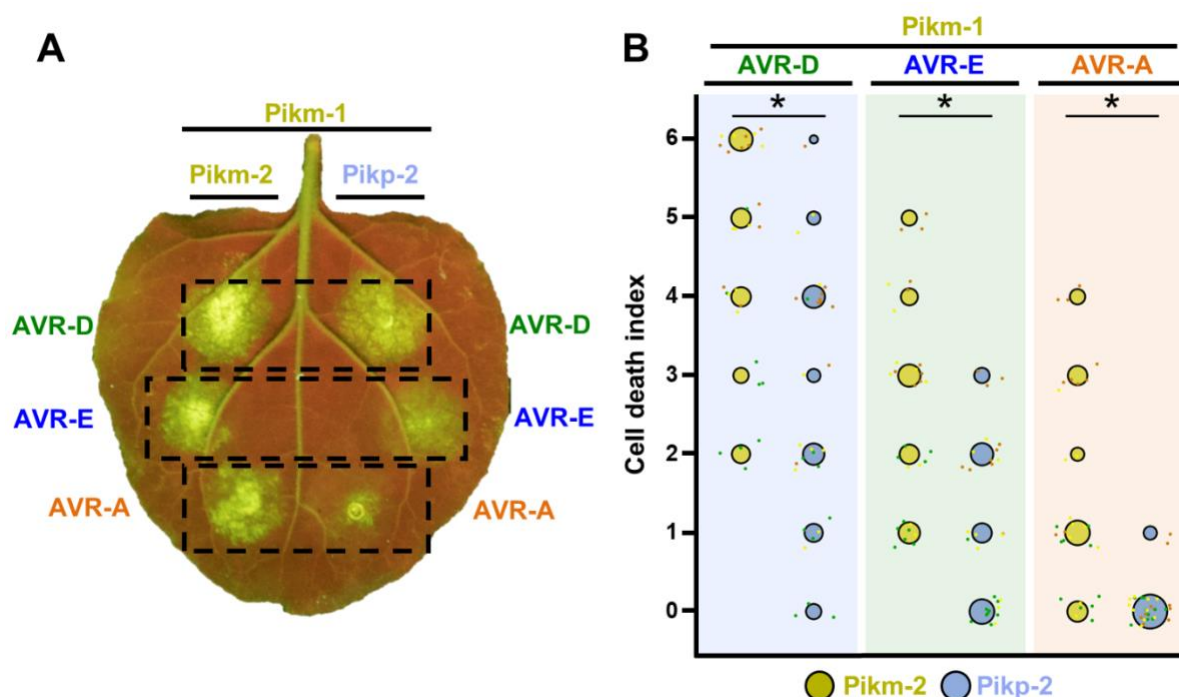 A
Pikm-1
Pikm-2 Pikp-2
AVR-D AVR-D
AVR-E AVR-E
AVR-A AVR-A
B
Pikm-1
AVR-D AVR-E AVR-A
* * *
Cell death index
6
5
4
3
2
1
0
Pikm-2 Pikp-2